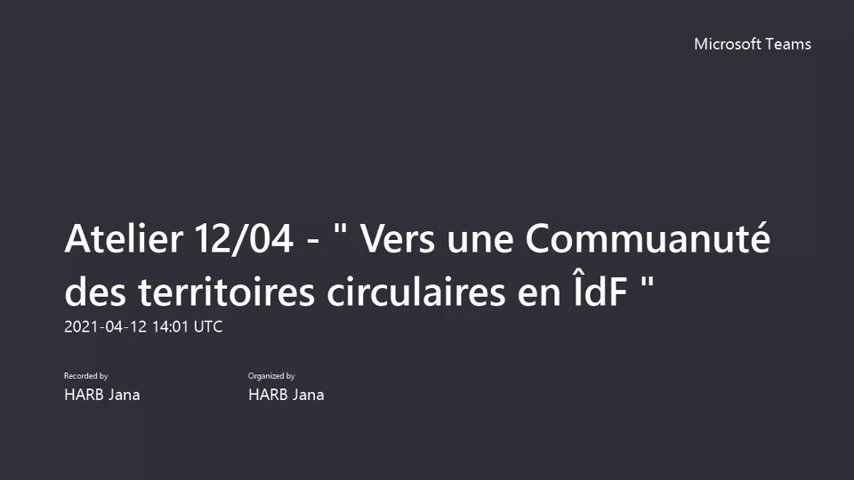 Microsoft Teams
Atelier 12/04 - " Vers une Commuanuté
des territoires circulaires en ÎdF "
2021-04-12 14:01 UTC
Recorded by
HARB Jana
Organized by
HARB Jana